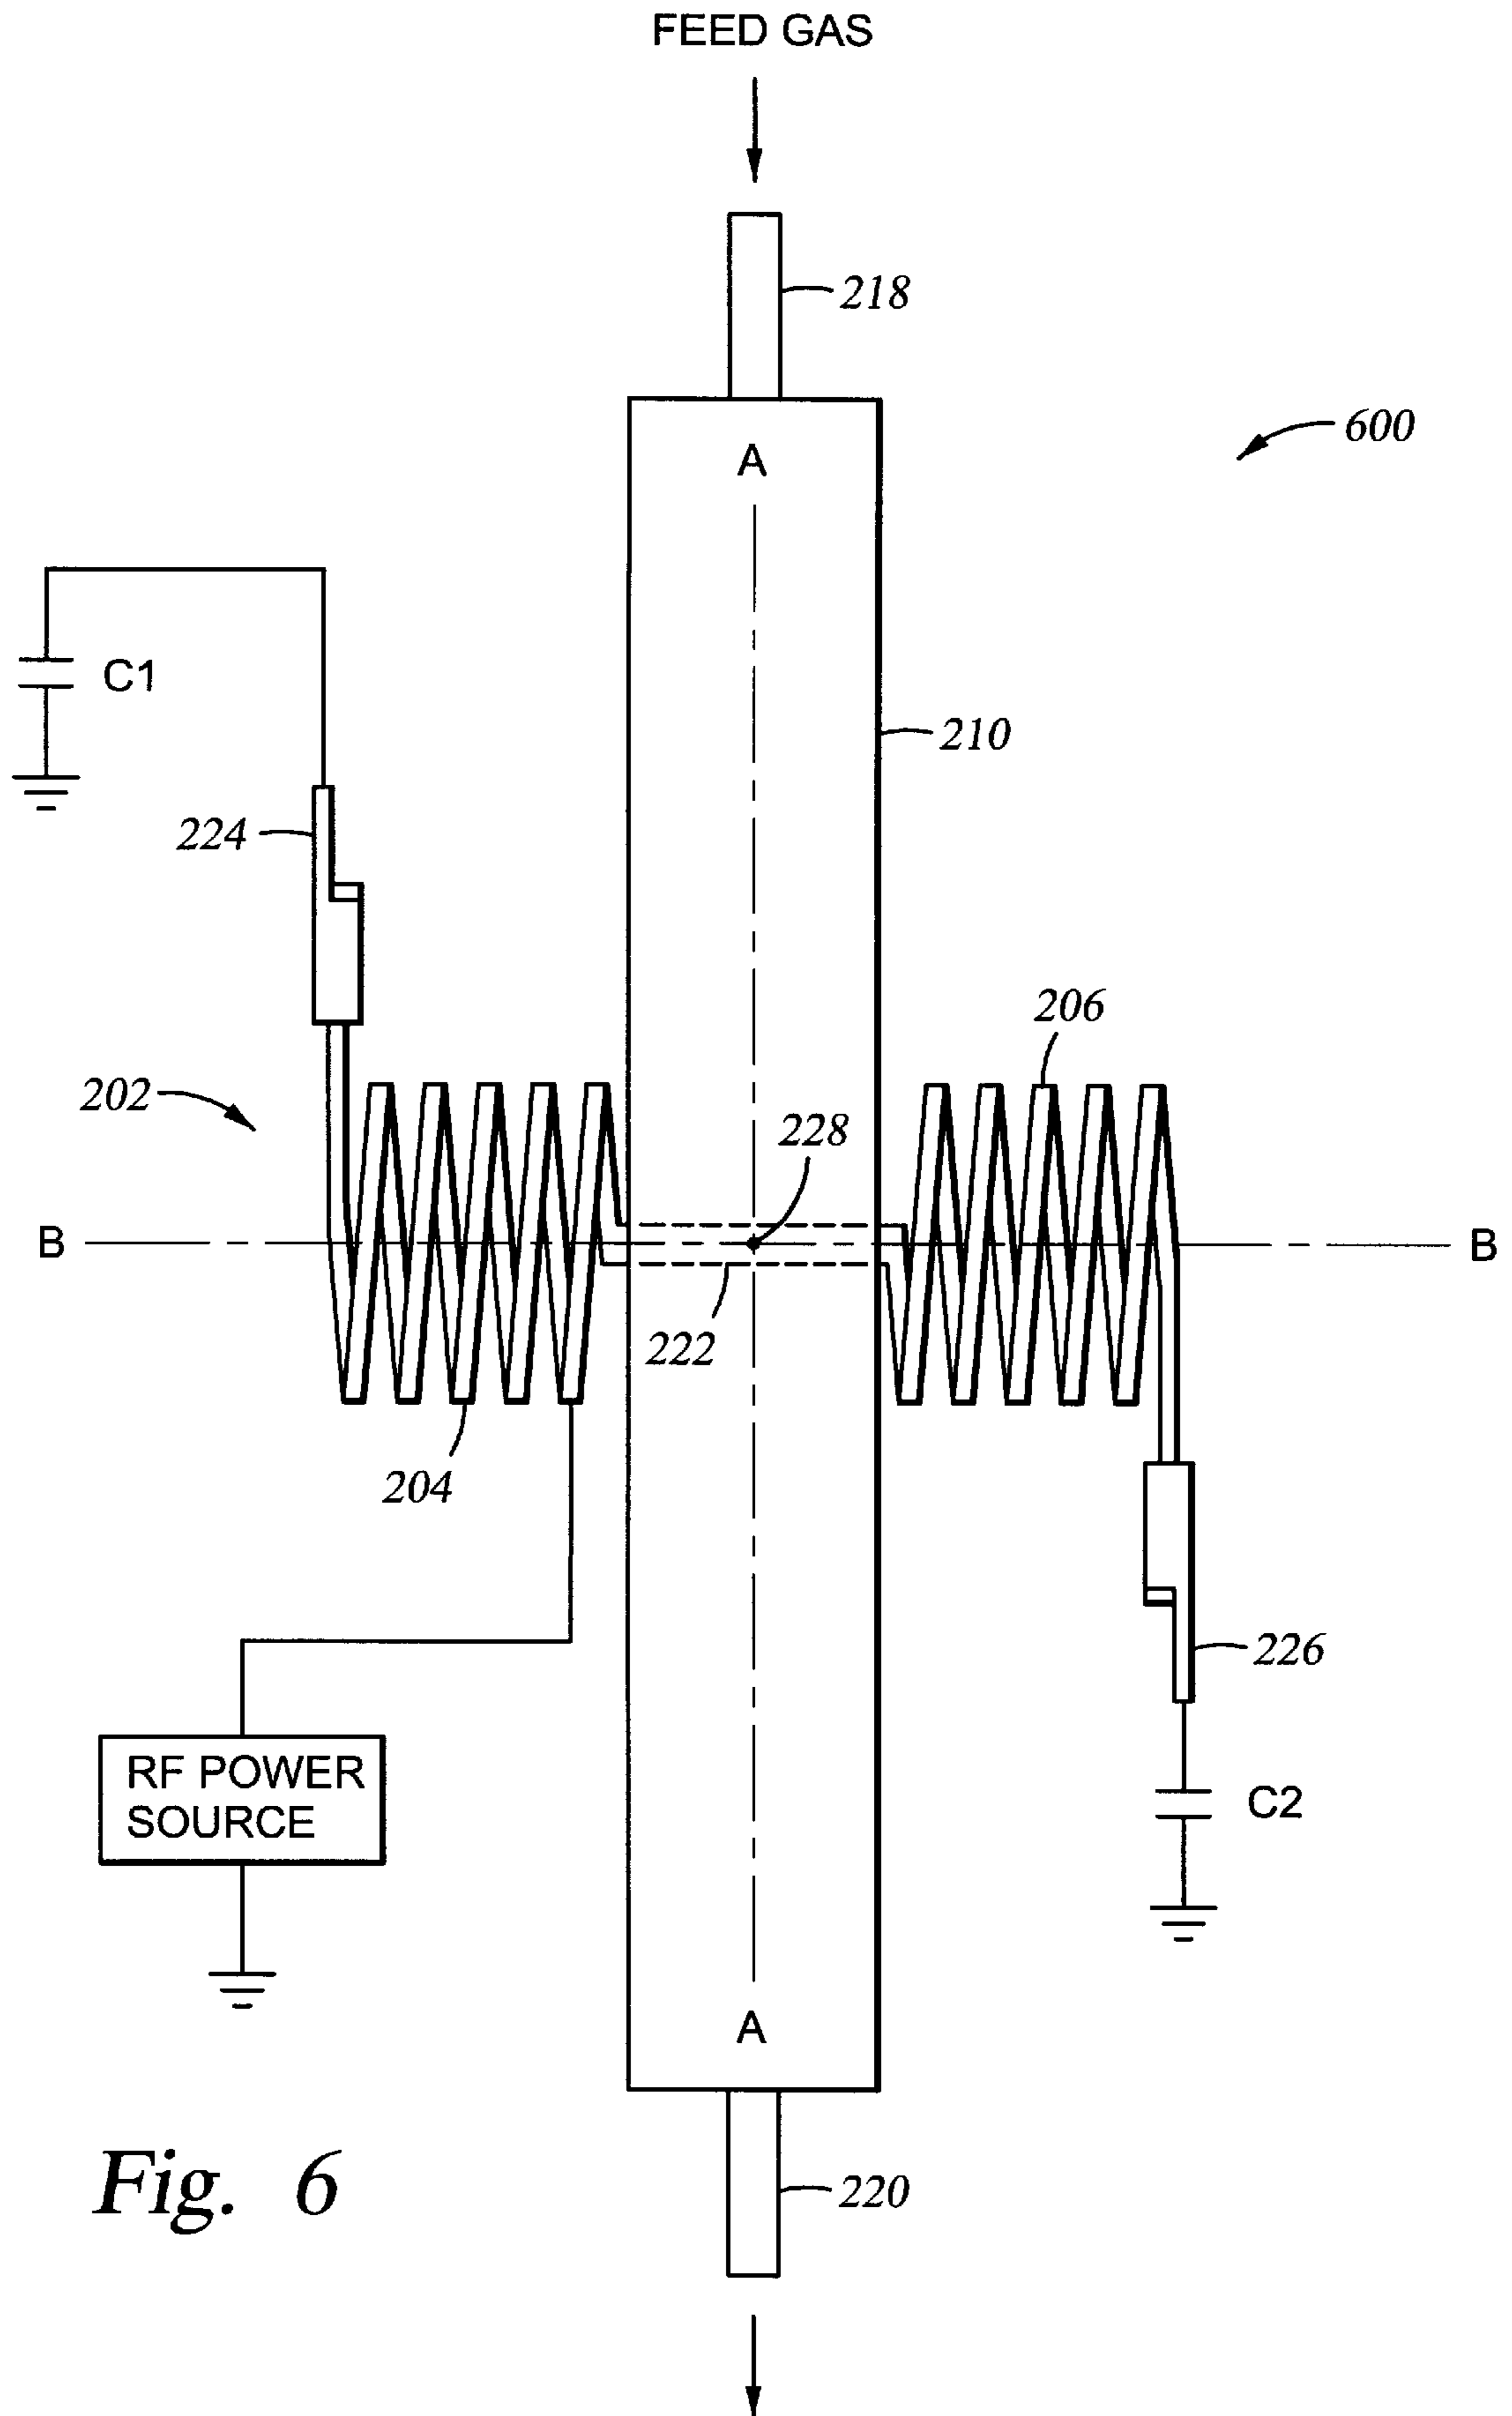 FEED GAS
218
600
A
C1
210
224
206
202
228
B
B
222
204
226
RF POWER
SOURCE
C2
A
220
Fig. 6